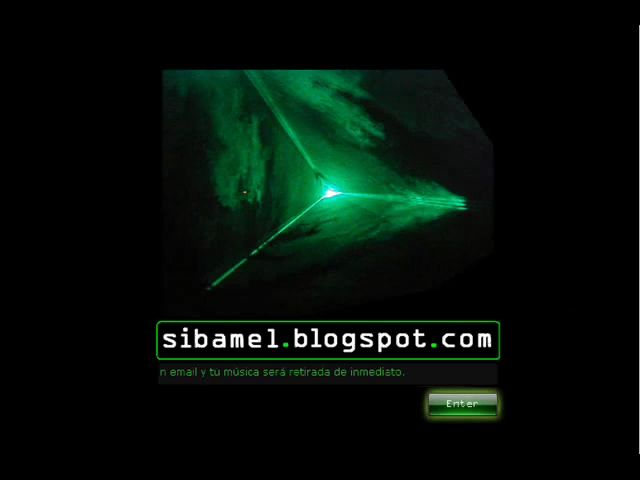 sibamel.blogspot.com
n email y tu música será retirada de inmediato.
Enter